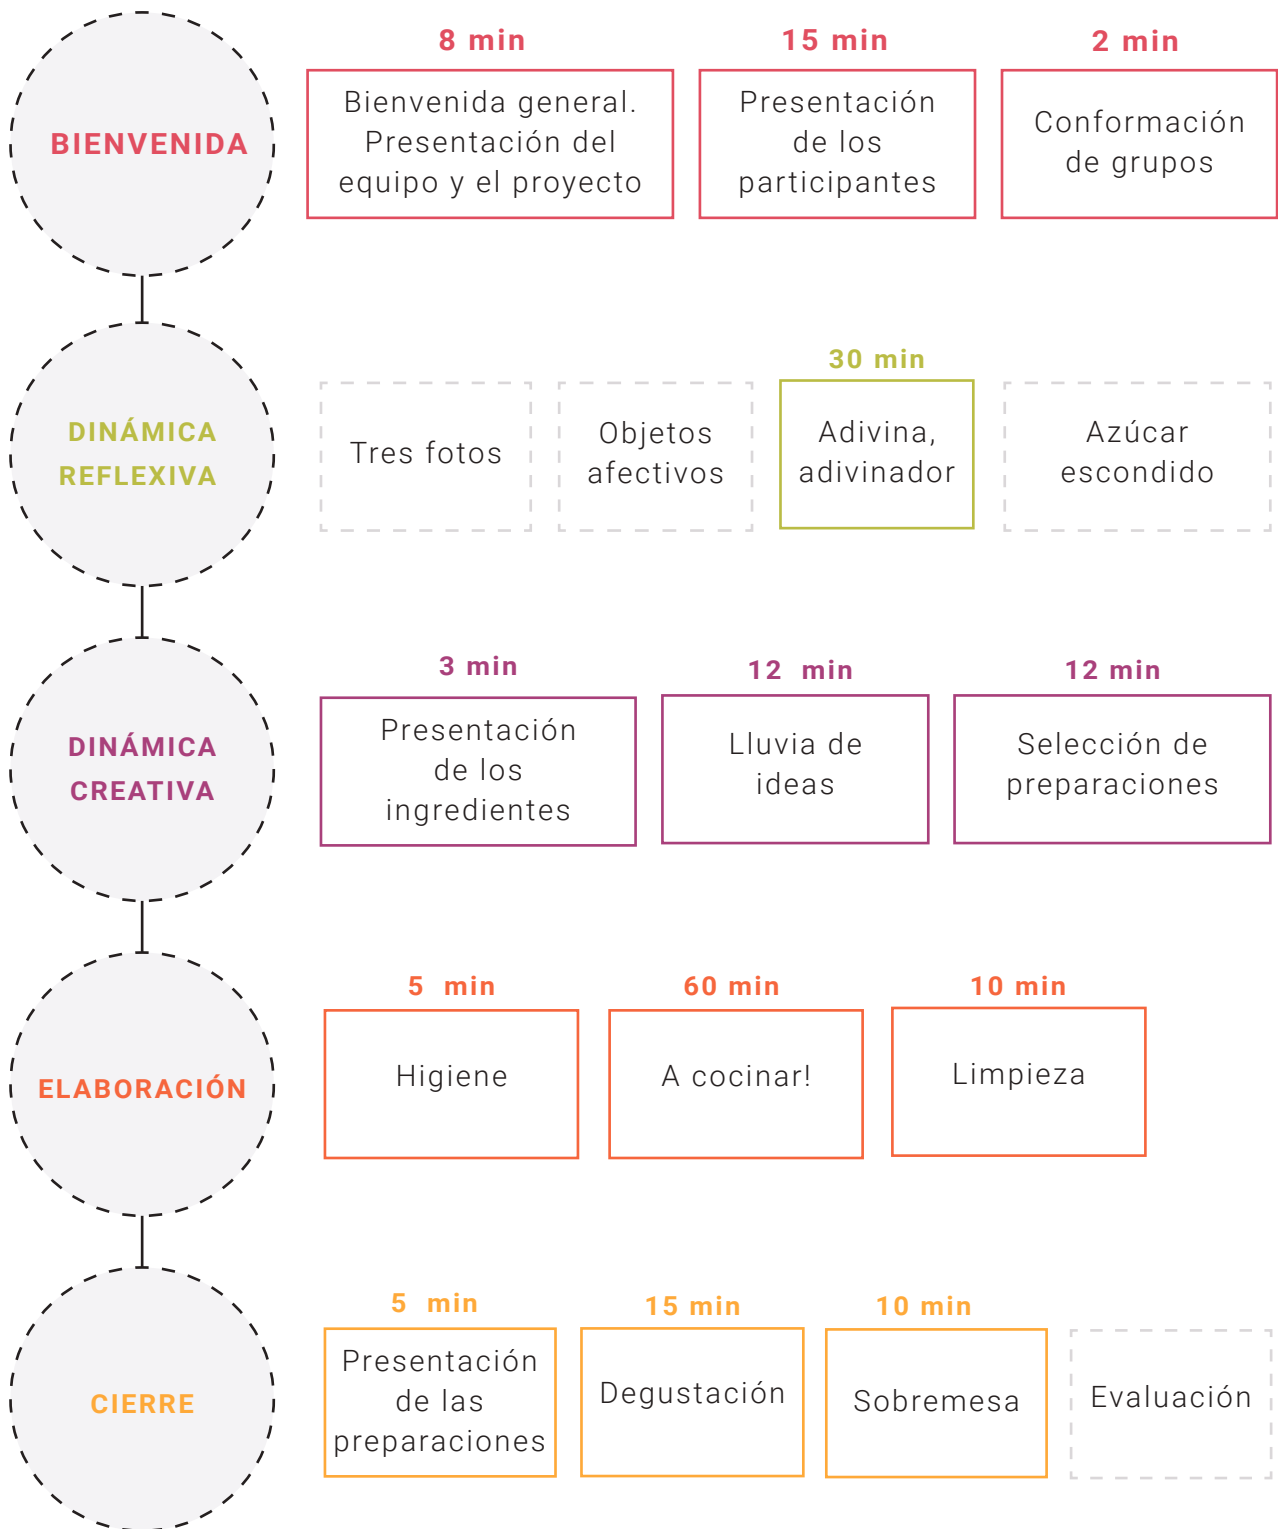 BIENVENIDA
8 min
Bienvenida general.
Presentación del
equipo y el proyecto
15 min
Presentación
de los
participantes
2 min
Conformación
de grupos
DINÁMICA
REFLEXIVA
Tres fotos
Objetos
afectivos
30 min
Adivina,
adivinador
Azúcar
escondido
DINÁMICA
CREATIVA
3 min
Presentación
de los
ingredientes
12 min
Lluvia de
ideas
12 min
Selección de
preparaciones
ELABORACIÓN
5 min
Higiene
60 min
A cocinar!
10 min
Limpieza
CIERRE
5 min
Presentación
de las
preparaciones
15 min
Degustación
10 min
Sobremesa
Evaluación